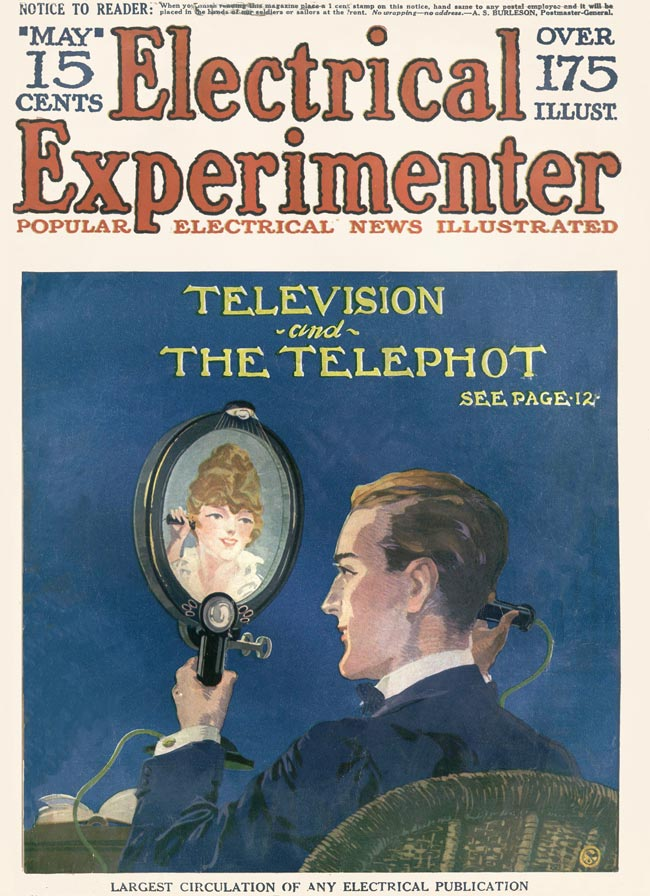 NOTICE TO READER: When you finish reading this magazine place a 1 cent stamp on this notice, hand same to any postal employee and it will be
placed in the hands of our soldiers or sailors at the front. No wrapping—no address.—A. S. BURLESON, Postmaster-General.
"MAY"
15
CENTS
Electrical
OVER
175
ILLUST.
Experimenter
POPULAR ELECTRICAL NEWS ILLUSTRATED
TELEVISION
-and-
THE TELEPHOT
SEE PAGE·12·
LARGEST CIRCULATION OF ANY ELECTRICAL PUBLICATION